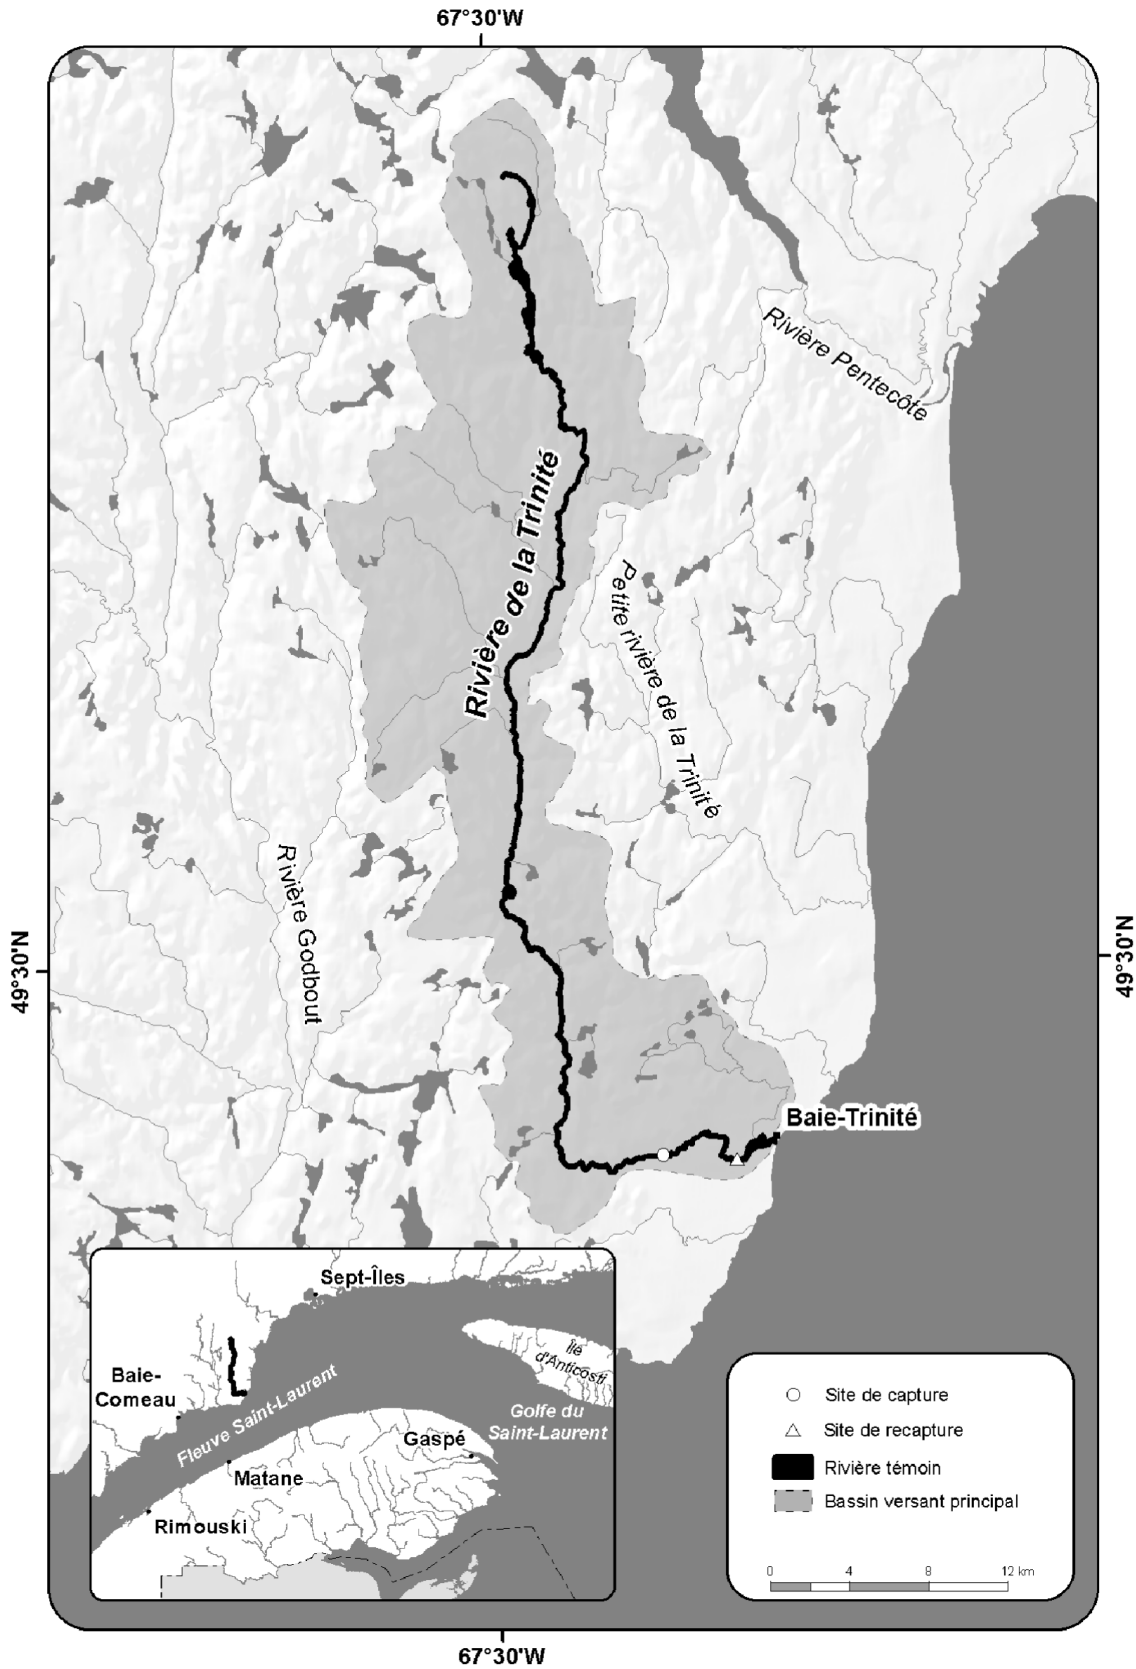 67°30'W
Rivière Pentecôte
Rivière de la Trinité
Petite rivière de la Trinité
Rivière Godbout
49°30'N
49°30'N
Baie-Trinité
Sept-Îles
Île
d'Anticosti
Baie-
Comeau
Fleuve Saint-Laurent
Golfe du
Saint-Laurent
Gaspé
Matane
Rimouski
Site de capture
Site de recapture
Rivière témoin
Bassin versant principal
0 4 8 12 km
67°30'W